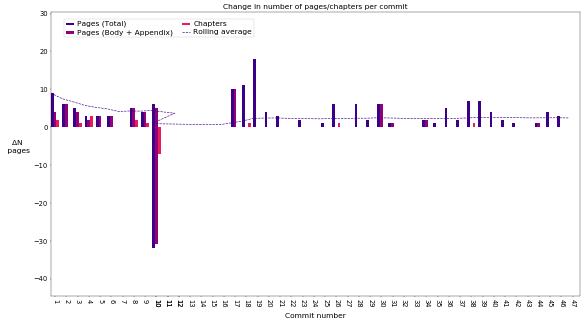 Change in number of pages/chapters per commit
Pages (Total)
Pages (Body + Appendix)
Chapters
Rolling average
30
20
10
0
−10
−20
−30
−40
ΔN
pages
1 2 3 4 5 6 7 8 9 10 11 12 13 14 15 16 17 18 19 20 21 22 23 24 25 26 27 28 29 30 31 32 33 34 35 36 37 38 39 40 41 42 43 44 45 46 47
Commit number